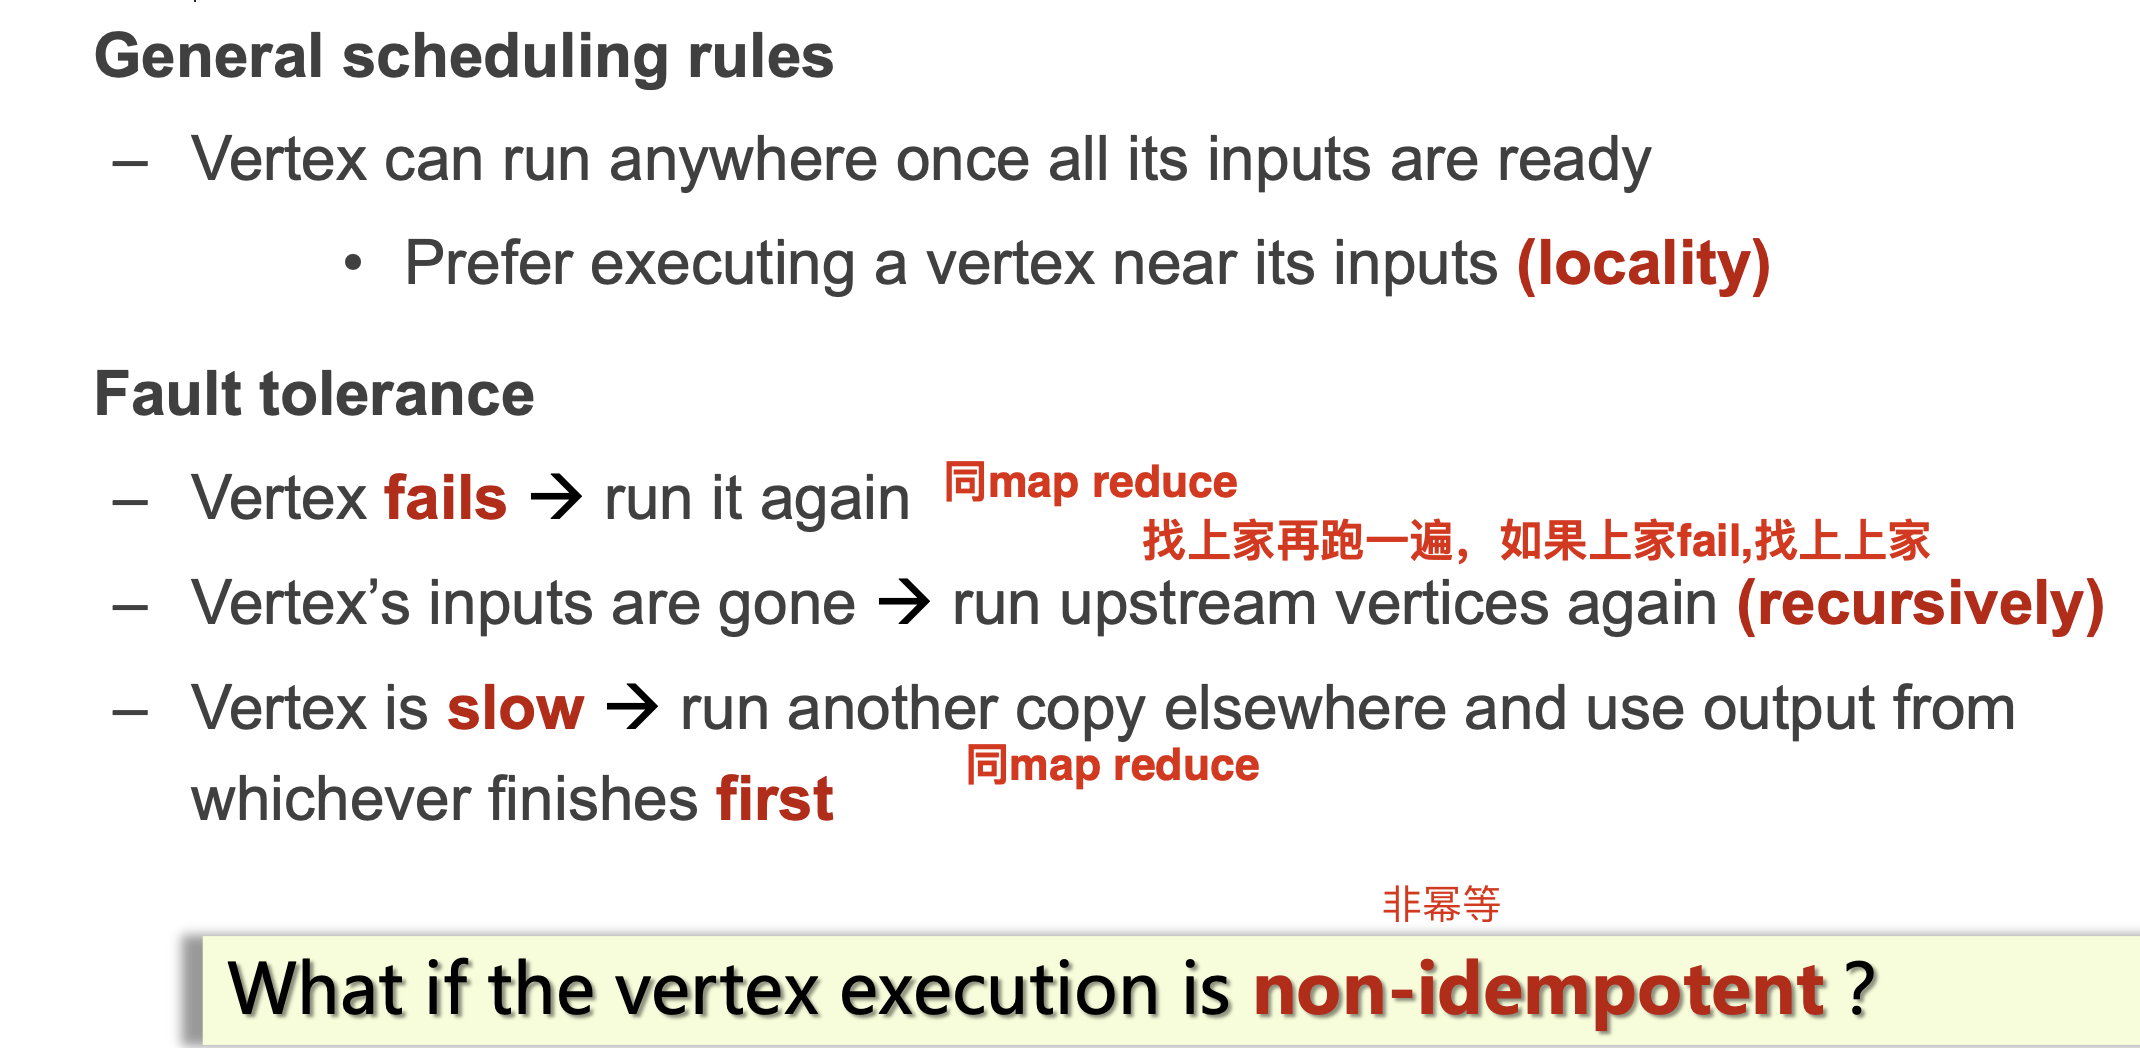 General scheduling rules
– Vertex can run anywhere once all its inputs are ready
• Prefer executing a vertex near its inputs (locality)
Fault tolerance
– Vertex fails → run it again 同map reduce
找上家再跑一遍，如果上家fail,找上上家
– Vertex’s inputs are gone → run upstream vertices again (recursively)
– Vertex is slow → run another copy elsewhere and use output from
同map reduce
whichever finishes first
非幂等
What if the vertex execution is non-idempotent ?